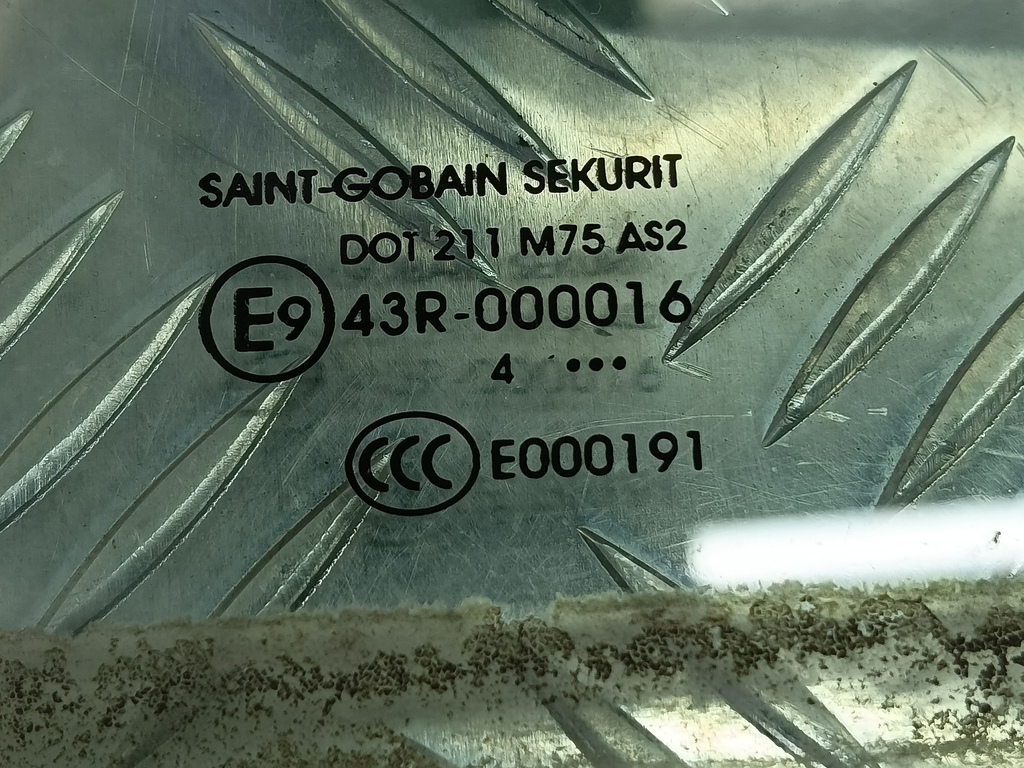 SAINT-GOBAIN SEKURIT
DOT 211 M75 AS2
E9 43R-000016
4 •••
CCC E000191